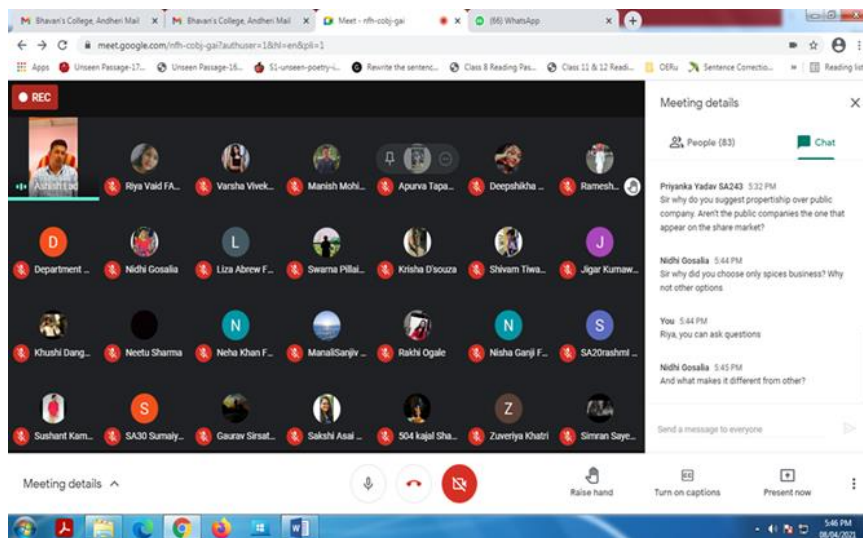 Bhavan's College, Andheri Mail
Bhavan's College, Andheri Mail
Meet - nfh-cobj-gai
(66) WhatsApp
meet.google.com/nfh-cobj-gai?authuser=1&hl=en&pli=1
Apps
Unseen Passage-17...
Unseen Passage-16...
S1-unseen-poetry-i...
Rewrite the sentenc...
Class 8 Reading Pas...
Class 11 & 12 Readi...
OERu
Sentence Correctio...
Reading list
REC
Ashish Lad
Riya Vaid FA...
Varsha Vivek...
Manish Mohi...
Apurva Tapa...
Deepshikha ...
Ramesh...
D
L
J
Department ...
Nidhi Gosalia
Liza Abrew F...
Swarna Pillai...
Krisha D'souza
Shivam Tiwa...
Jigar Kumaw...
N
N
S
Khushi Dang...
Neetu Sharma
Neha Khan F...
ManaliSanjiv ...
Rakhi Ogale
Nisha Ganji F...
SA20rashmI ...
S
Z
Sushant Kam...
SA30 Sumaiy...
Gaurav Sirsat...
Sakshi Asai ...
504 kajal Sha...
Zuveriya Khatri
Simran Saye...
Meeting details
People (83)
Chat
Priyanka Yadav SA243 5:32 PM
Sir why do you suggest propertiship over public
company. Aren't the public companies the one that
appear on the share market?
Nidhi Gosalia 5:44 PM
Sir why did you choose only spices business? Why
not other options
You 5:44 PM
Riya, you can ask questions
Nidhi Gosalia 5:45 PM
And what makes it different from other?
Send a message to everyone
Meeting details
Raise hand
CC
Turn on captions
Present now
5:46 PM
08/04/2021